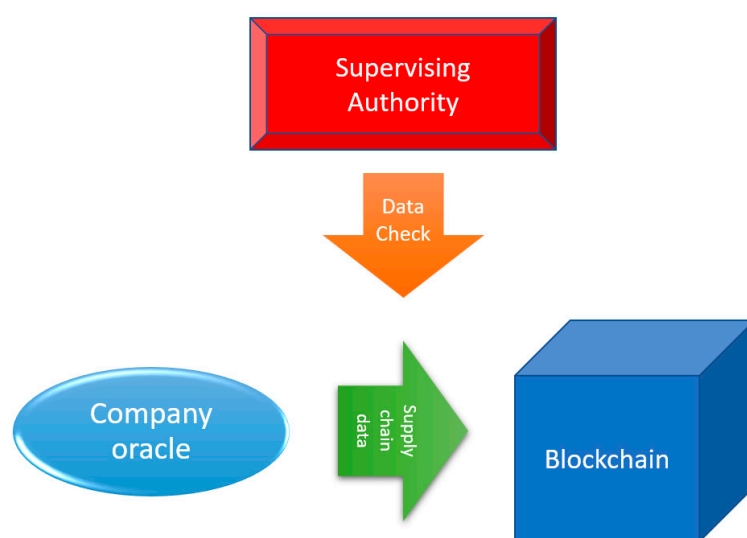 Supervising
Authority
Data
Check
Company
oracle
Supply
chain
data
Blockchain